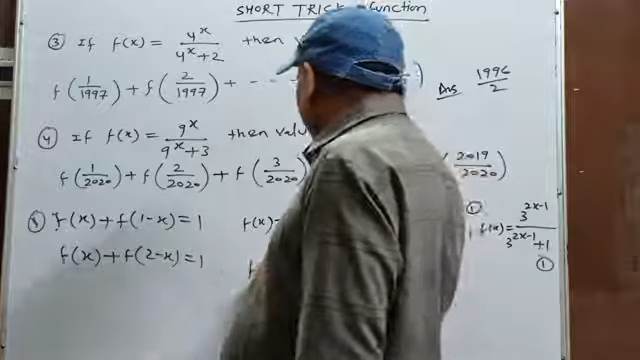 SHORT TRICK function
③ If f(x) = 4^x / 4^x+2 then v
f(1/1997) + f(2/1997) + - -- ) Ans 1996/2
④ If f(x) = 9^x / 9^x+3 then valu
f(1/2020) + f(2/2020) + f(3/2020) (2019/2020)
f(x) + f(1-x) = 1 f(x)- ① f(x) = 3^2x-1 / 3^2x-1+1
f(x) + f(2-x) = 1 ①